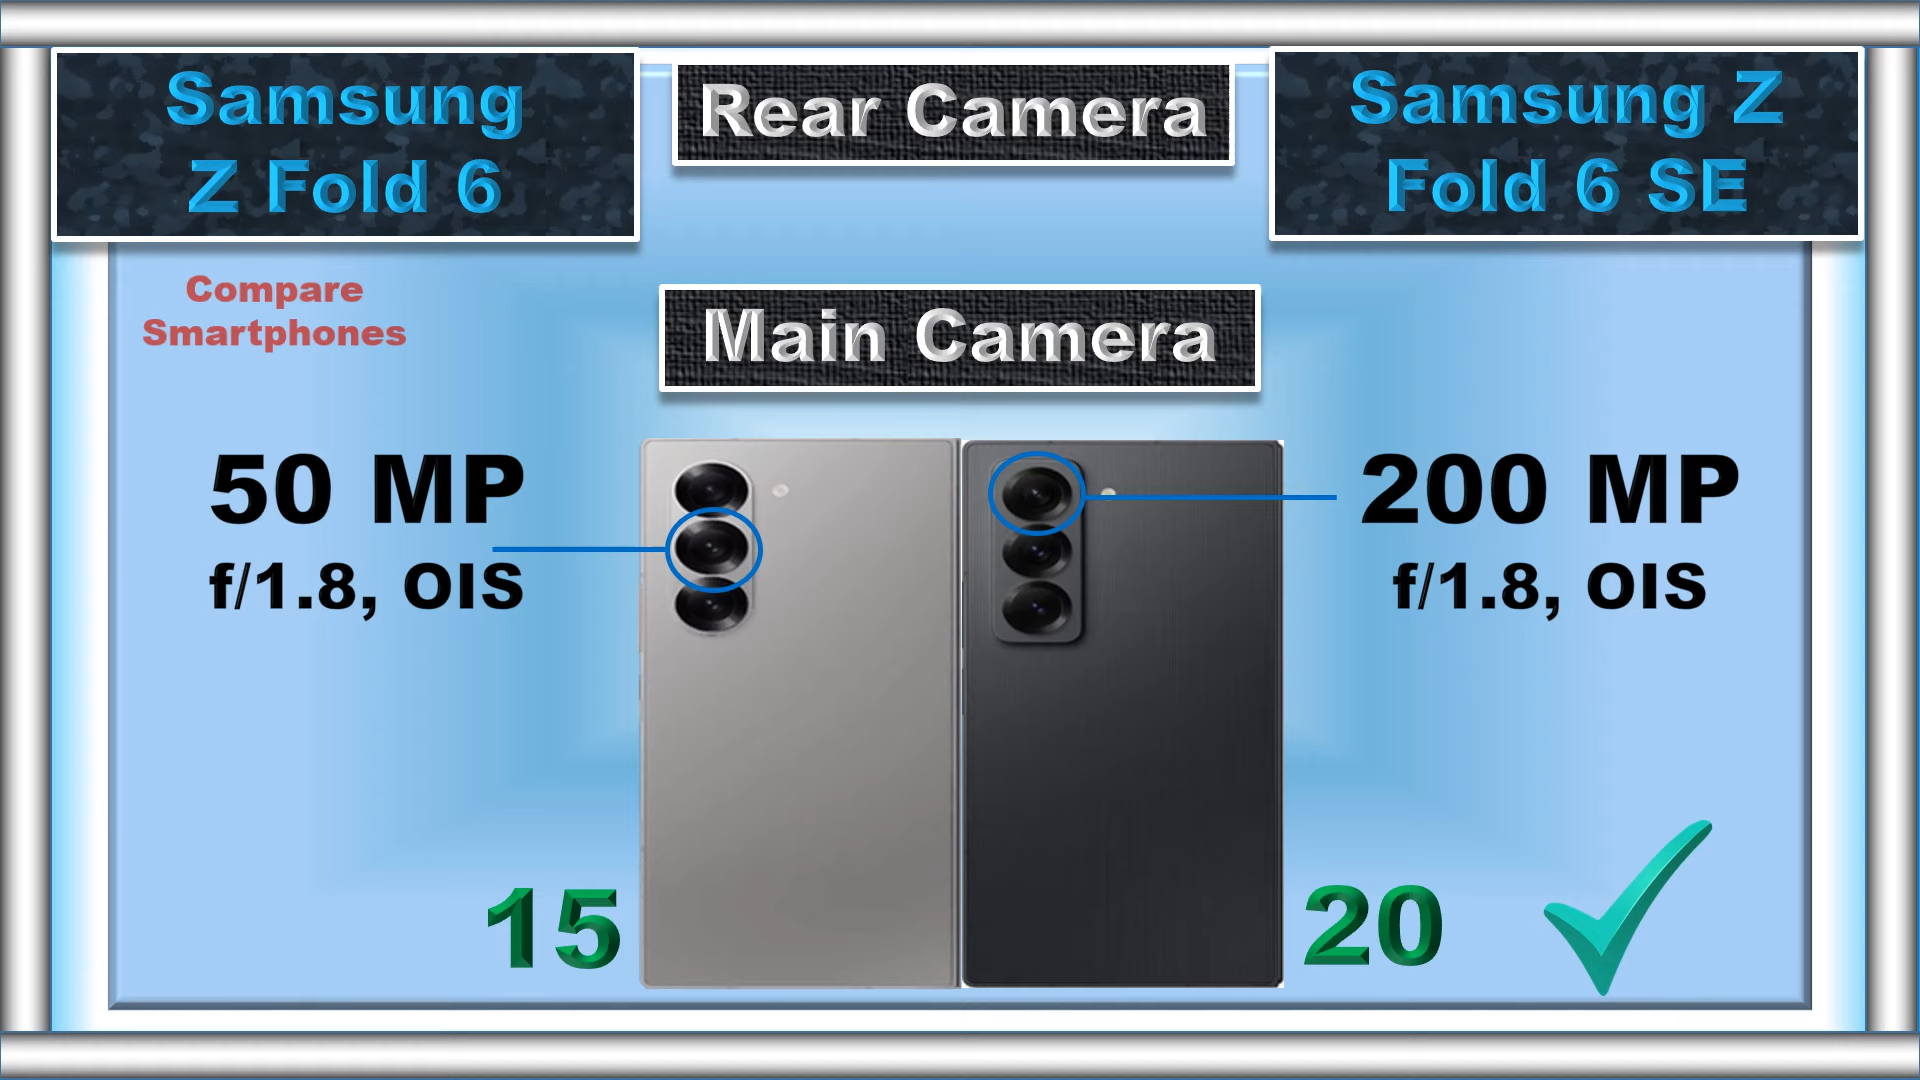 Samsung
Z Fold 6
Rear Camera
Samsung Z
Fold 6 SE
Compare
Smartphones
Main Camera
50 MP
f/1.8, OIS
200 MP
f/1.8, OIS
15
20